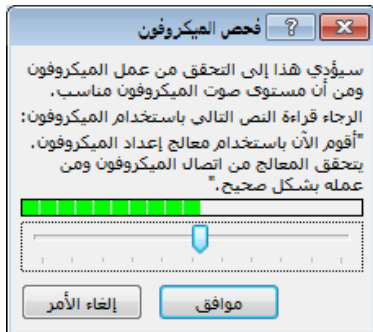 فحص الميكروفون
سيؤدي هذا إلى التحقق من عمل الميكروفون
ومن أن مستوى صوت الميكروفون مناسب.
الرجاء قراءة النص التالي باستخدام الميكروفون:
"أقوم الآن باستخدام معالج إعداد الميكروفون.
يتحقق المعالج من اتصال الميكروفون ومن
عمله بشكل صحيح."
موافق إلغاء الأمر